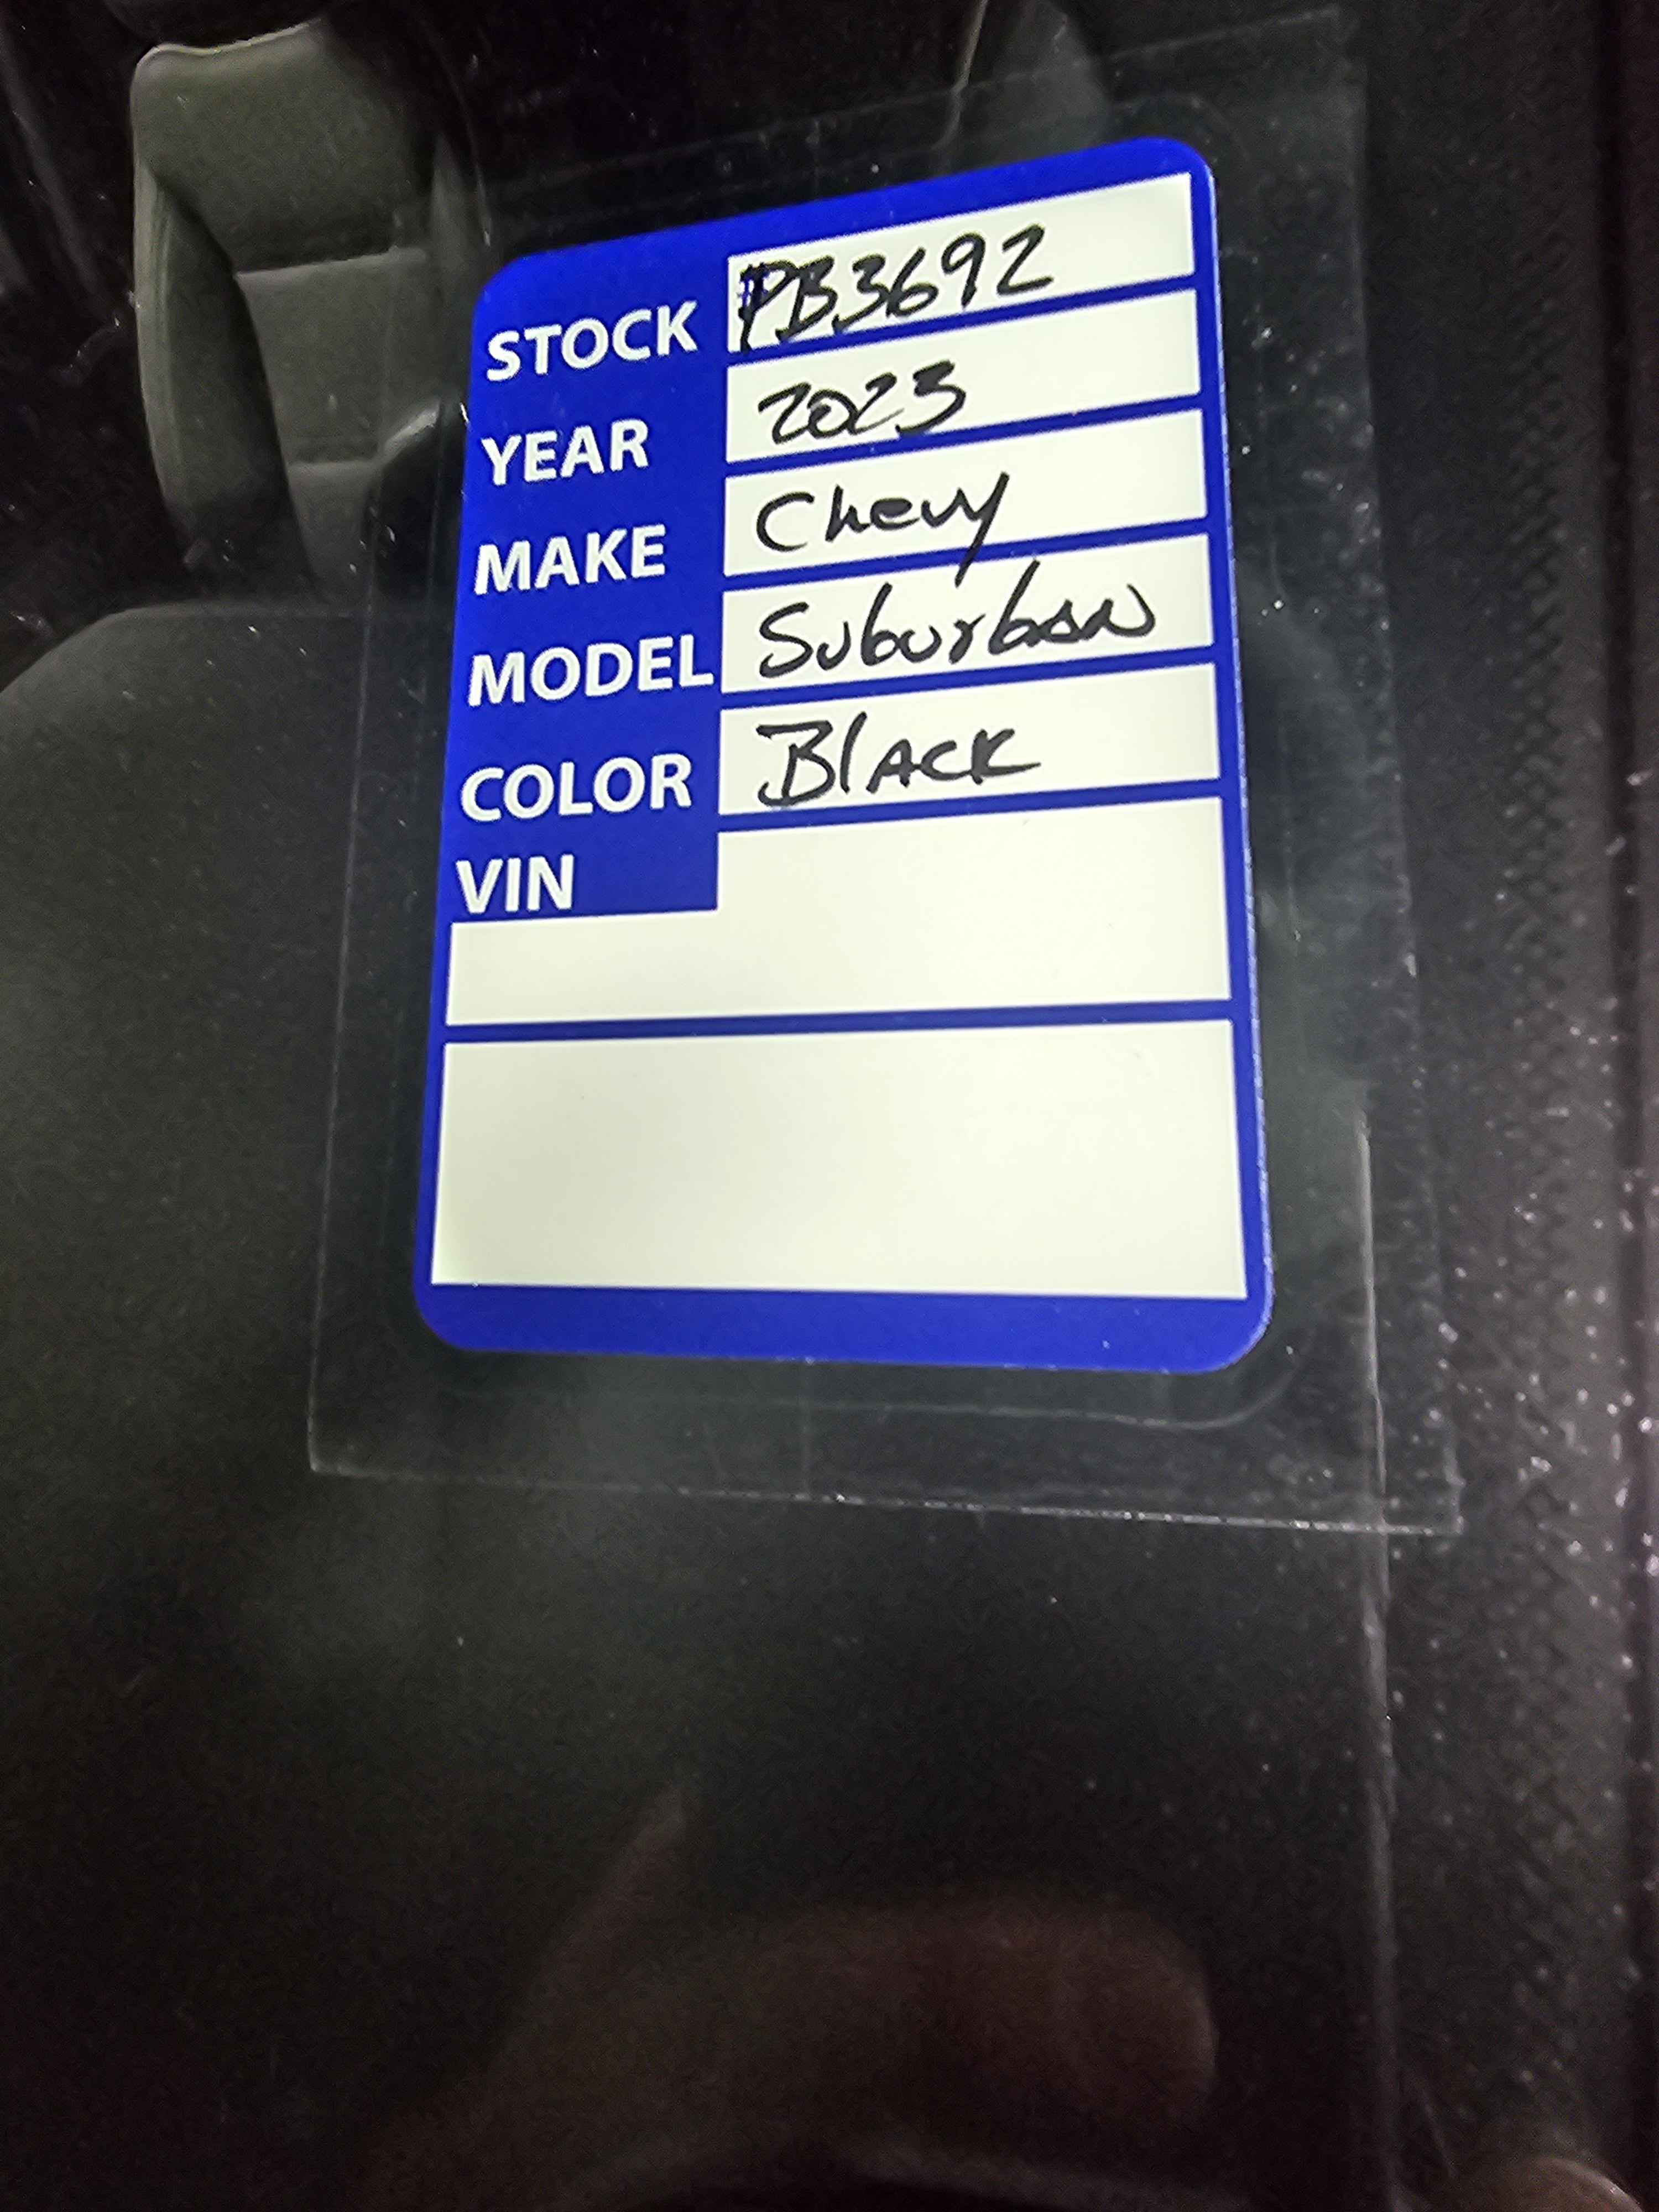 STOCK PB3692
YEAR 2023
MAKE Chevy
MODEL Suburban
COLOR Black
VIN